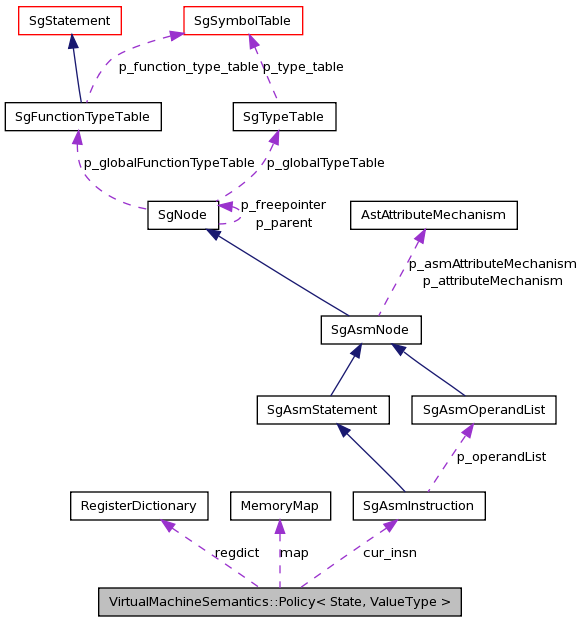 SgStatement
SgSymbolTable
p_function_type_table
p_type_table
SgFunctionTypeTable
SgTypeTable
p_globalFunctionTypeTable
p_globalTypeTable
SgNode
p_freepointer
p_parent
AstAttributeMechanism
p_asmAttributeMechanism
p_attributeMechanism
SgAsmNode
SgAsmStatement
SgAsmOperandList
p_operandList
RegisterDictionary
MemoryMap
SgAsmInstruction
regdict
map
cur_insn
VirtualMachineSemantics::Policy< State, ValueType >